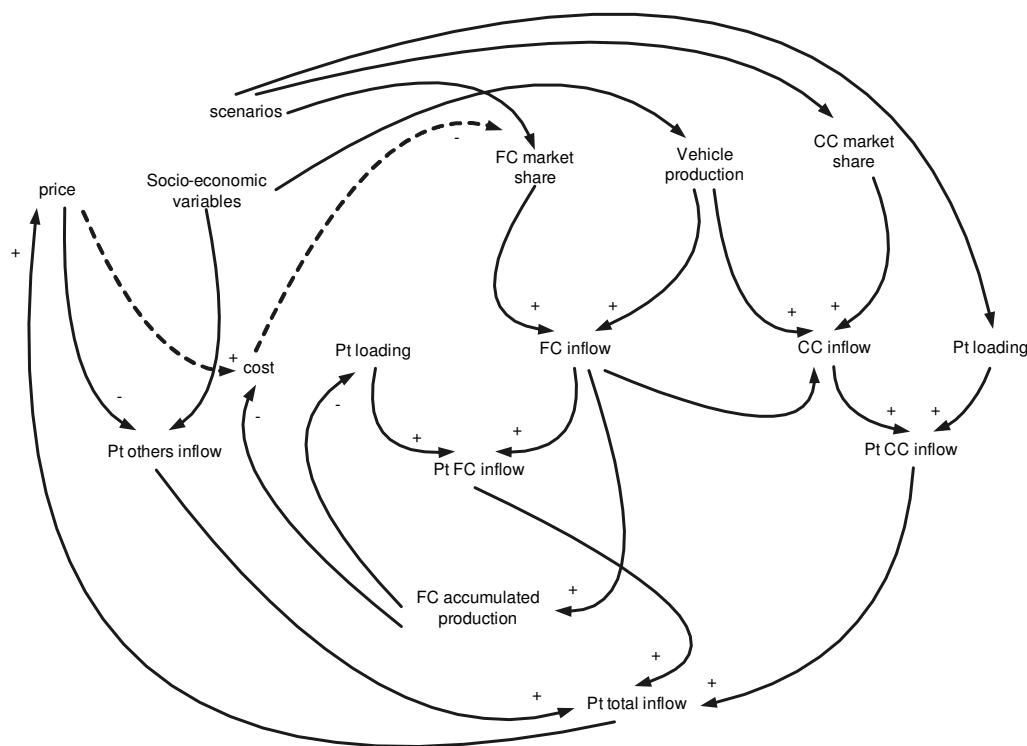 scenarios
FC market
share
Vehicle
production
CC market
share
price
Socio-economic
variables
-
+
+
+
+
+
Pt loading
FC inflow
CC inflow
Pt loading
+
cost
-
-
-
+
+
+
+
Pt others inflow
Pt FC inflow
Pt CC inflow
+
FC accumulated
production
+
+
+
Pt total inflow